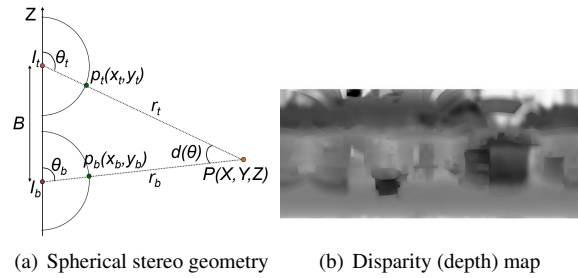 Z
I_t
θ_t
p_t(x_t,y_t)
r_t
B
d(θ)
θ_b
p_b(x_b,y_b)
P(X,Y,Z)
I_b
r_b
(a) Spherical stereo geometry
(b) Disparity (depth) map